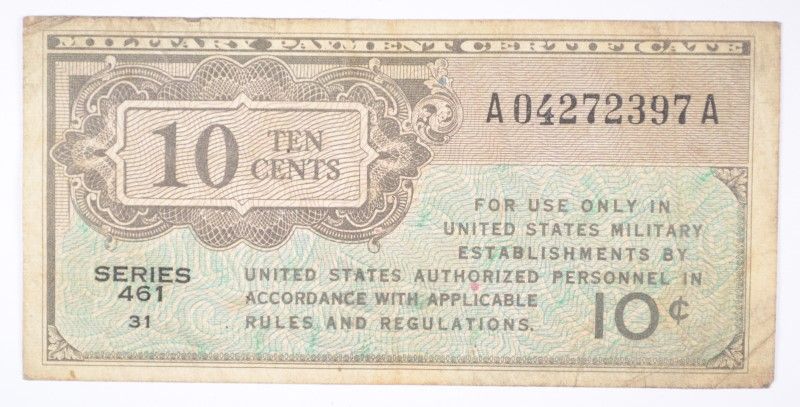 MILITARY PAYMENT CERTIFICATE
A04272397A
10 TEN CENTS
FOR USE ONLY IN
UNITED STATES MILITARY
ESTABLISHMENTS BY
SERIES 461
31
UNITED STATES AUTHORIZED PERSONNEL IN
ACCORDANCE WITH APPLICABLE
RULES AND REGULATIONS.
10¢